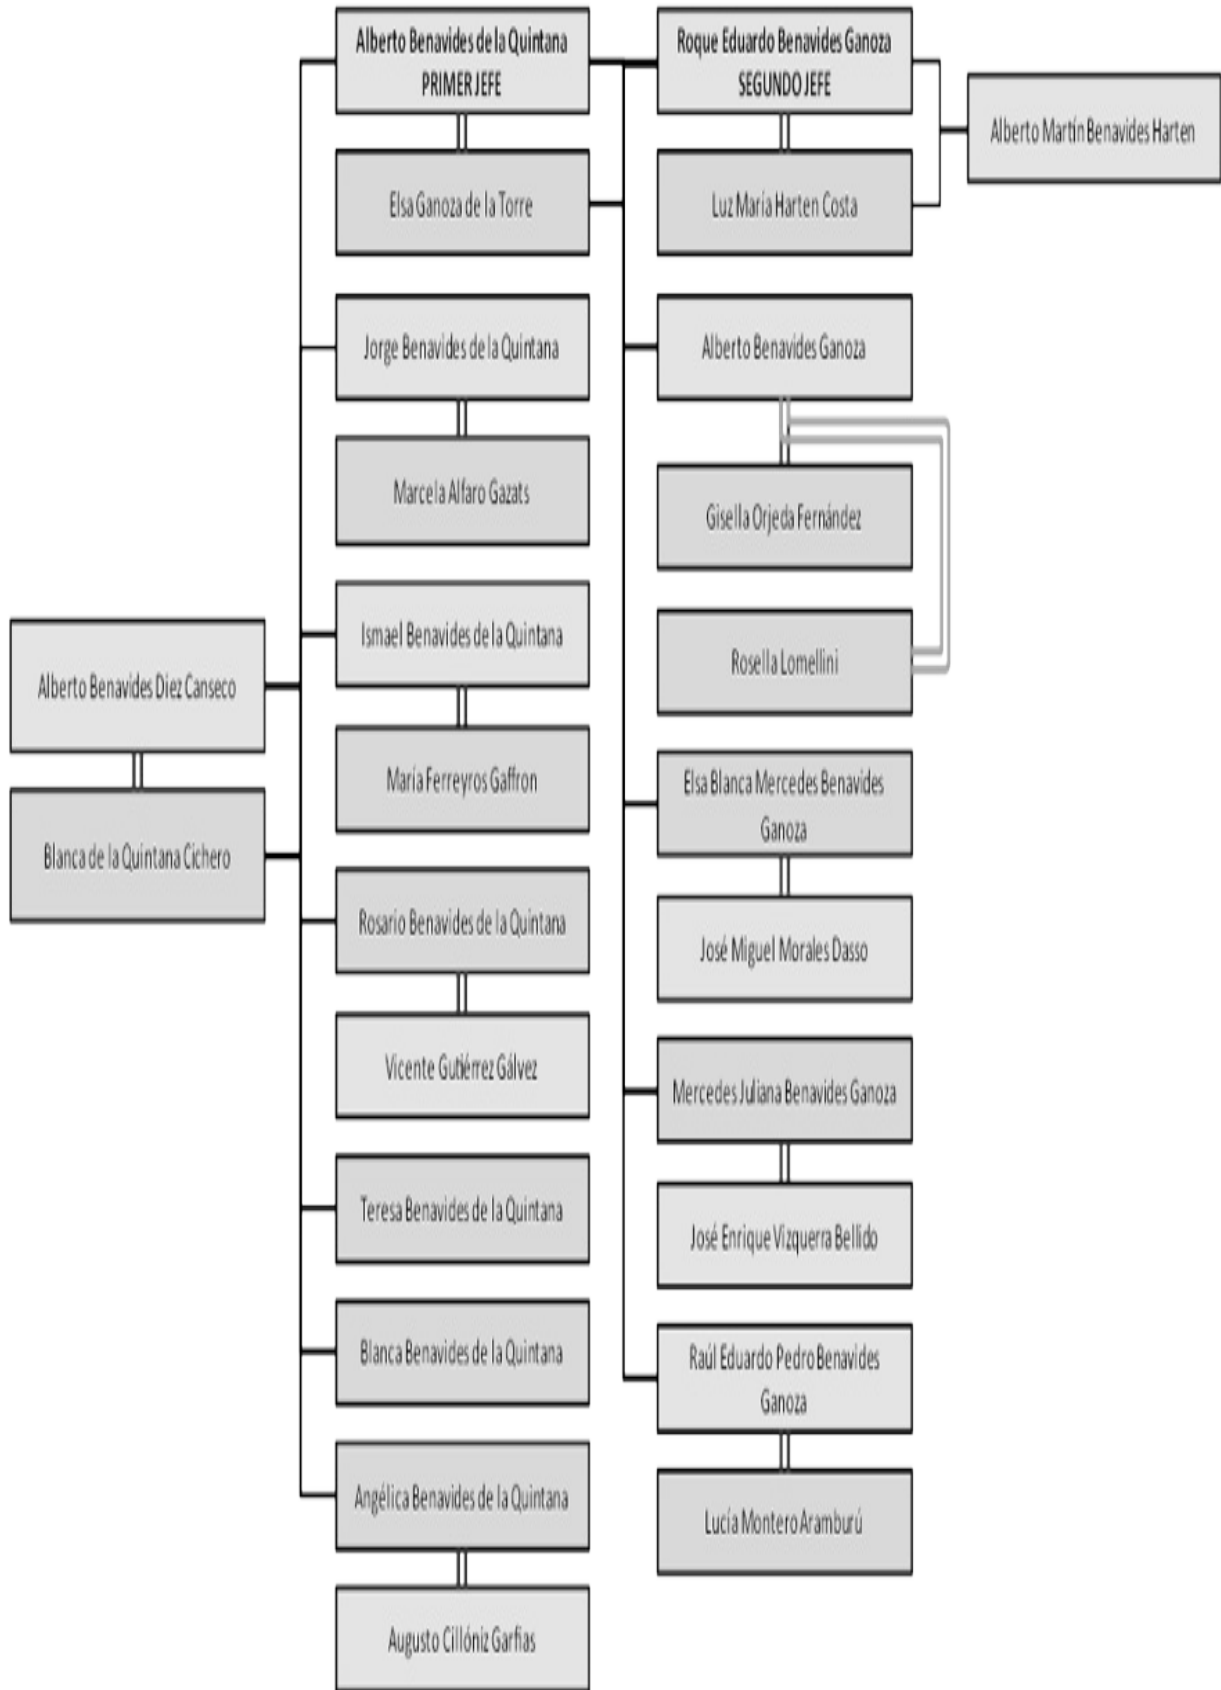 Alberto Benavides Diez Canseco
Blanca de la Quintana Cichero
Alberto Benavides de la Quintana
PRIMER JEFE
Elsa Ganoza de la Torre
Jorge Benavides de la Quintana
Marcela Alfaro Gazats
Ismael Benavides de la Quintana
María Ferreyros Gaffron
Rosario Benavides de la Quintana
Vicente Gutiérrez Gálvez
Teresa Benavides de la Quintana
Blanca Benavides de la Quintana
Angélica Benavides de la Quintana
Augusto Cillóniz Garfias
Roque Eduardo Benavides Ganoza
SEGUNDO JEFE
Luz María Harten Costa
Alberto Benavides Ganoza
Gisella Orjeda Fernández
Rosella Lomellini
Elsa Blanca Mercedes Benavides
Ganoza
José Miguel Morales Dasso
Mercedes Juliana Benavides Ganoza
José Enrique Vizquerra Bellido
Raúl Eduardo Pedro Benavides
Ganoza
Lucía Montero Aramburú
Alberto Martín Benavides Harten